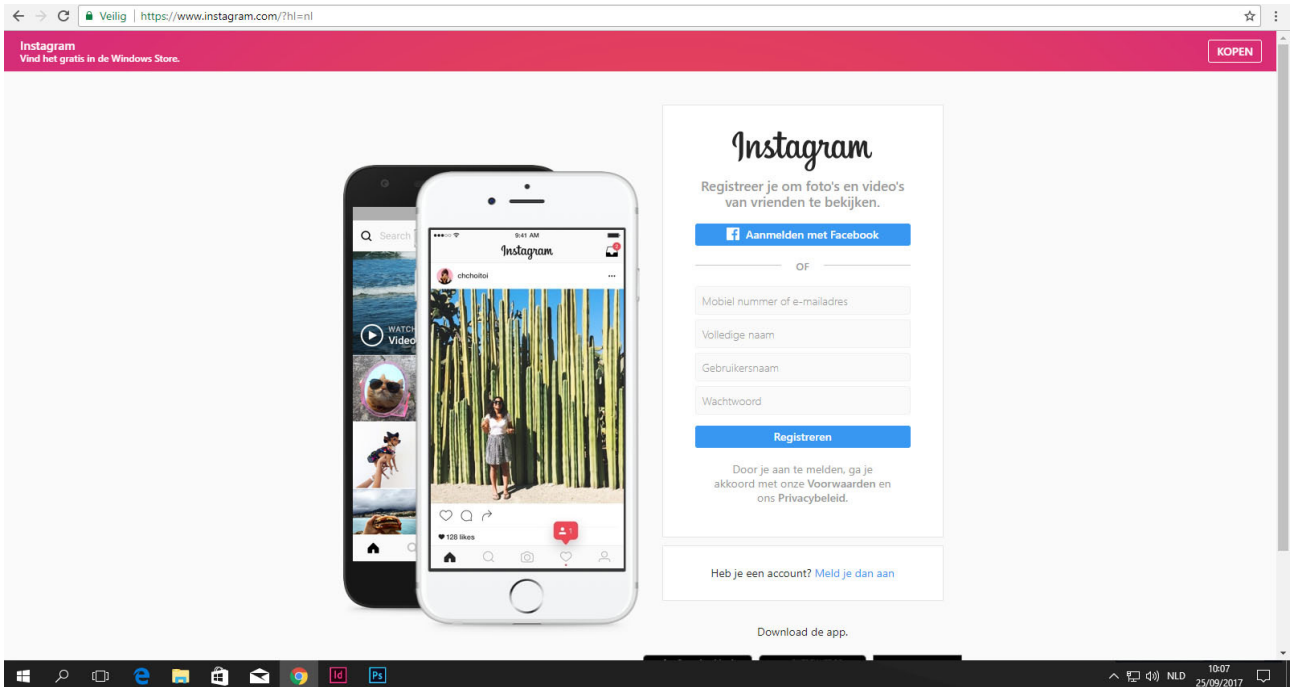 Veilig
https://www.instagram.com/?hl=nl
Instagram
Vind het gratis in de Windows Store.
KOPEN
Search
WATCH
Video
9:41 AM
Instagram
chchoitoi
128 likes
1
Instagram
Registreer je om foto's en video's
van vrienden te bekijken.
Aanmelden met Facebook
OF
Mobiel nummer of e-mailadres
Volledige naam
Gebruikersnaam
Wachtwoord
Registreren
Door je aan te melden, ga je
akkoord met onze Voorwaarden en
ons Privacybeleid.
Heb je een account? Meld je dan aan
Download de app.
Id
Ps
NLD
10:07
25/09/2017